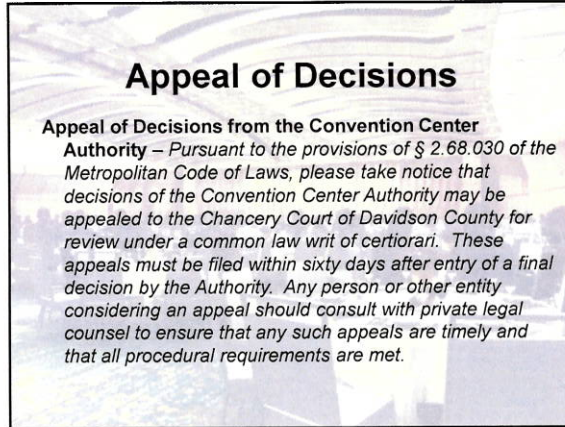 Appeal of Decisions
Appeal of Decisions from the Convention Center
Authority – Pursuant to the provisions of § 2.68.030 of the
Metropolitan Code of Laws, please take notice that
decisions of the Convention Center Authority may be
appealed to the Chancery Court of Davidson County for
review under a common law writ of certiorari. These
appeals must be filed within sixty days after entry of a final
decision by the Authority. Any person or other entity
considering an appeal should consult with private legal
counsel to ensure that any such appeals are timely and
that all procedural requirements are met.